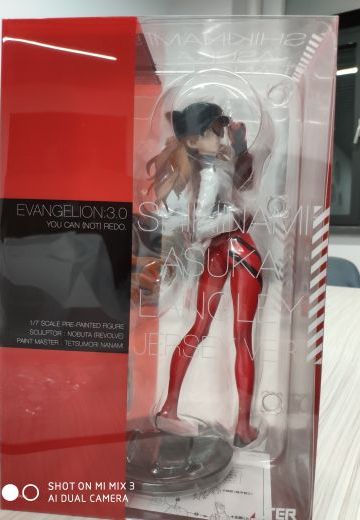 EVANGELION:3.0
YOU CAN (NOT) REDO.
SHIKINAMI
ASUKA
LANGLEY
JERSEY VER.
1/7 SCALE PRE-PAINTED FIGURE
SCULPTOR : NOBUTA (REVOLVE)
PAINT MASTER : TETSUMORI NANAMI
SHOT ON MI MIX 3
AI DUAL CAMERA